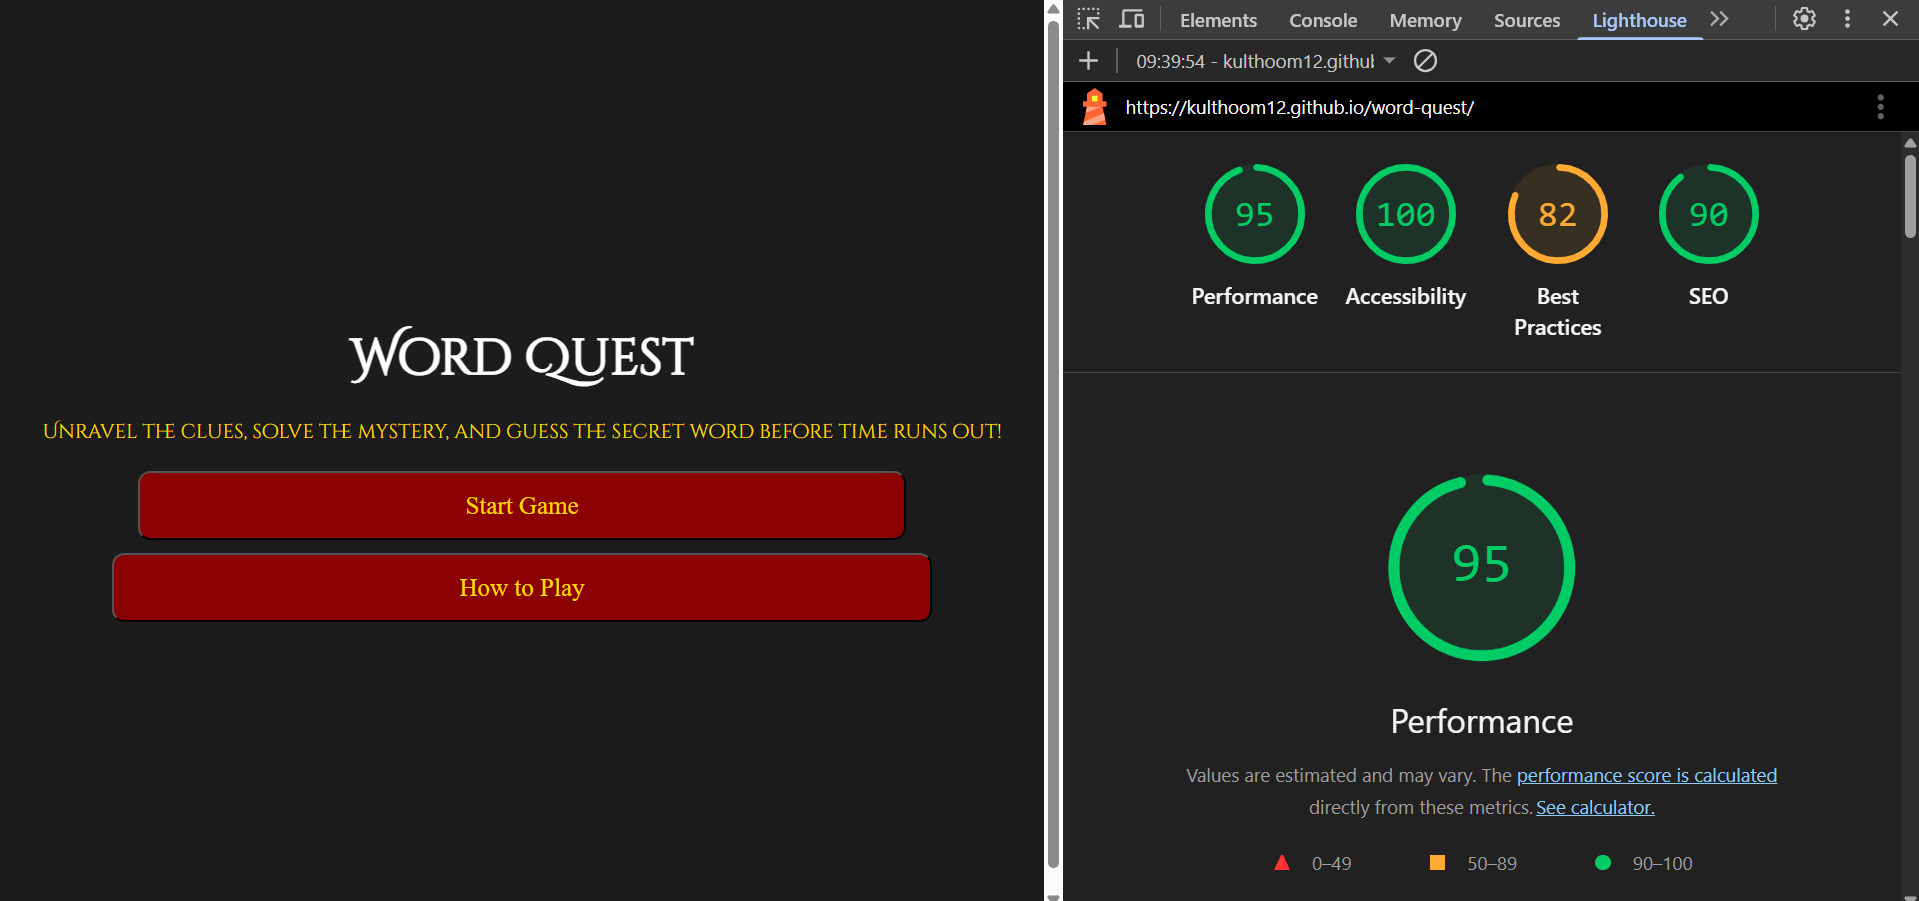 Word Quest
Unravel the clues, solve the mystery, and guess the secret word before time runs out!
Start Game
How to Play
Elements Console Memory Sources Lighthouse
09:39:54 - kulthoom12.githul
https://kulthoom12.github.io/word-quest/
95 100 82 90
Performance Accessibility Best SEO
Practices
95
Performance
Values are estimated and may vary. The performance score is calculated
directly from these metrics. See calculator.
0–49 50–89 90–100